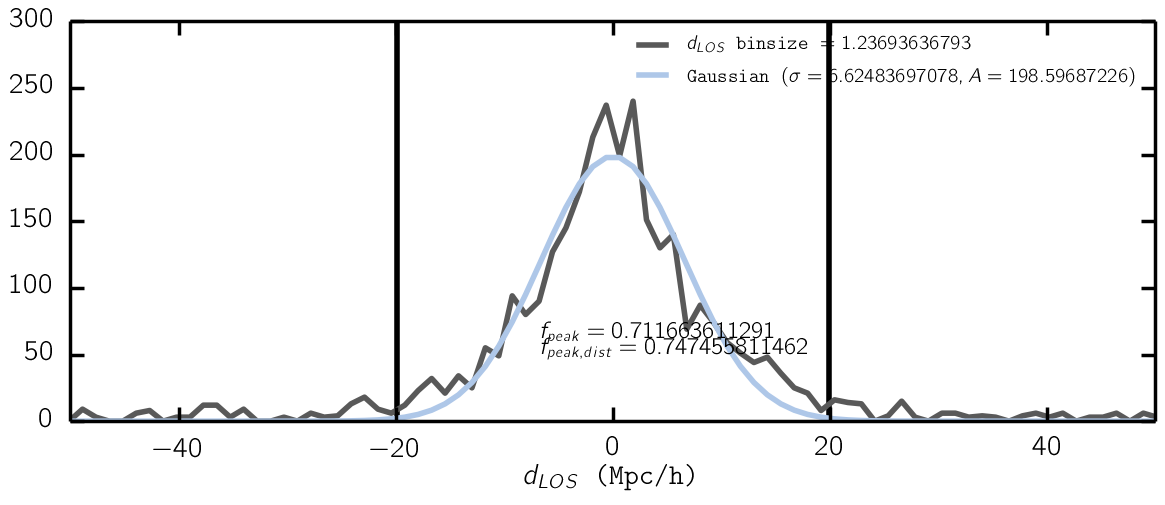 300
250
200
150
100
50
0
d_LOS binsize = 1.23693636793
Gaussian (σ = 6.62483697078, A = 198.59687226)
f_peak = 0.711663611291
f_peak,dist = 0.747455811462
−40 −20 0 20 40
d_LOS (Mpc/h)